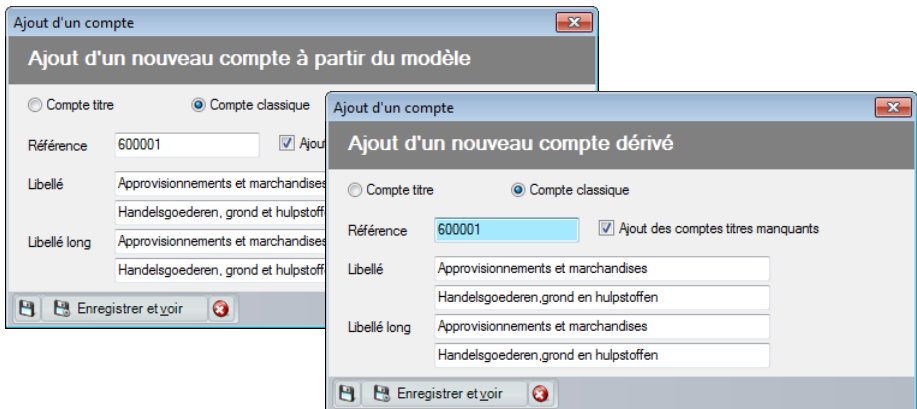 Ajout d'un compte
Ajout d'un nouveau compte à partir du modèle
Compte titre
Compte classique
Référence
600001
Libellé
Approvisionnements et marchandises
Handelsgoederen, grond et hulpstoff
Libellé long
Approvisionnements et marchandises
Handelsgoederen, grond et hulpstoff
Enregistrer et voir
Ajout d'un compte
Ajout d'un nouveau compte dérivé
Compte titre
Compte classique
Référence
600001
Ajout des comptes titres manquants
Libellé
Approvisionnements et marchandises
Handelsgoederen,grond en hulpstoffen
Libellé long
Approvisionnements et marchandises
Handelsgoederen,grond en hulpstoffen
Enregistrer et voir